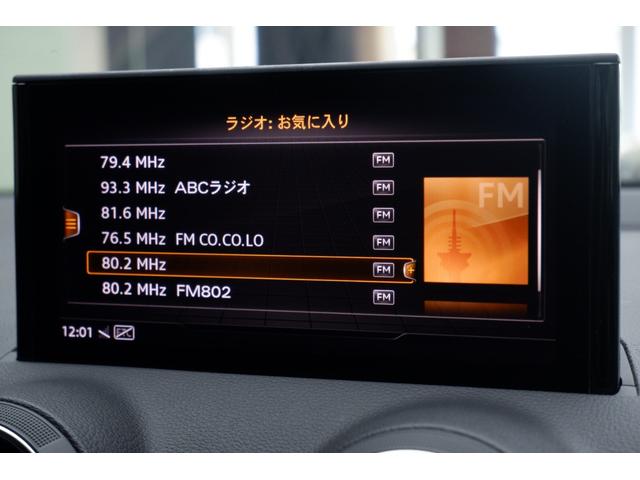 ラジオ: お気に入り
79.4 MHz FM
93.3 MHz ABCラジオ FM
81.6 MHz FM
76.5 MHz FM CO.CO.LO FM
80.2 MHz FM
80.2 MHz FM802 FM
FM
12:01